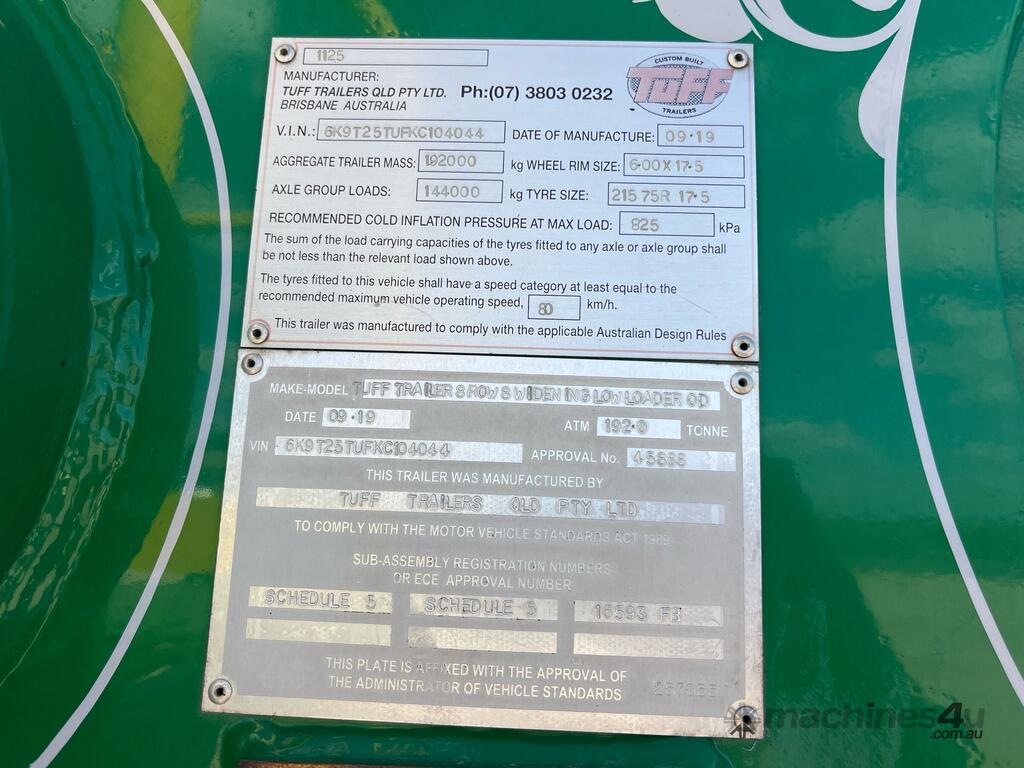 1125
MANUFACTURER:
TUFF TRAILERS QLD PTY LTD. Ph:(07) 3803 0232
BRISBANE AUSTRALIA
CUSTOM BUILT
TUFF
TRAILERS
V.I.N.: 6K9T25TUFKC104044 DATE OF MANUFACTURE: 09·19
AGGREGATE TRAILER MASS: 192000 kg WHEEL RIM SIZE: 6·00 X 17·5
AXLE GROUP LOADS: 144000 kg TYRE SIZE: 215 75R 17·5
RECOMMENDED COLD INFLATION PRESSURE AT MAX LOAD: 825 kPa
The sum of the load carrying capacities of the tyres fitted to any axle or axle group shall
be not less than the relevant load shown above.
The tyres fitted to this vehicle shall have a speed category at least equal to the
recommended maximum vehicle operating speed, 80 km/h.
This trailer was manufactured to comply with the applicable Australian Design Rules
MAKE-MODEL TUFF TRAILERS ROW 8 WIDENING LOW LOADER OD
DATE 09·19 ATM 192·0 TONNE
VIN 6K9T25TUFKC104044 APPROVAL No. 45888
THIS TRAILER WAS MANUFACTURED BY
TUFF TRAILERS QLD PTY LTD
TO COMPLY WITH THE MOTOR VEHICLE STANDARDS ACT 1989
SUB-ASSEMBLY REGISTRATION NUMBERS
OR ECE APPROVAL NUMBER
SCHEDULE 5 SCHEDULE 5 16593 FB
THIS PLATE IS AFFIXED WITH THE APPROVAL OF
THE ADMINISTRATOR OF VEHICLE STANDARDS
machines4u
.com.au